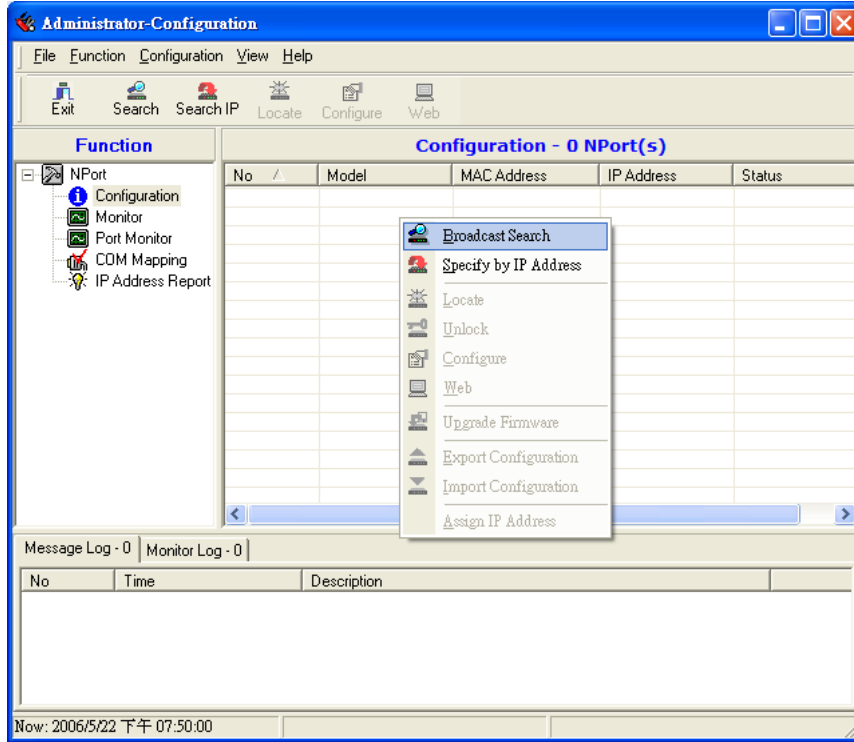 Administrator-Configuration
File Function Configuration View Help
Exit Search Search IP Locate Configure Web
Function
Configuration - 0 NPort(s)
NPort
Configuration
Monitor
Port Monitor
COM Mapping
IP Address Report
No Model MAC Address IP Address Status
Broadcast Search
Specify by IP Address
Locate
Unlock
Configure
Web
Upgrade Firmware
Export Configuration
Import Configuration
Assign IP Address
Message Log - 0 Monitor Log - 0
No Time Description
Now: 2006/5/22 下午 07:50:00